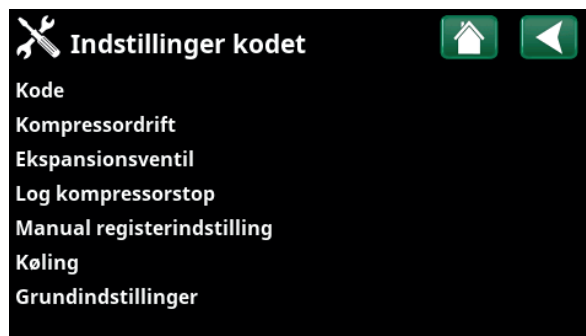 Indstillinger kodet
Kode
Kompressordrift
Ekspansionsventil
Log kompressorstop
Manual registerindstilling
Køling
Grundindstillinger